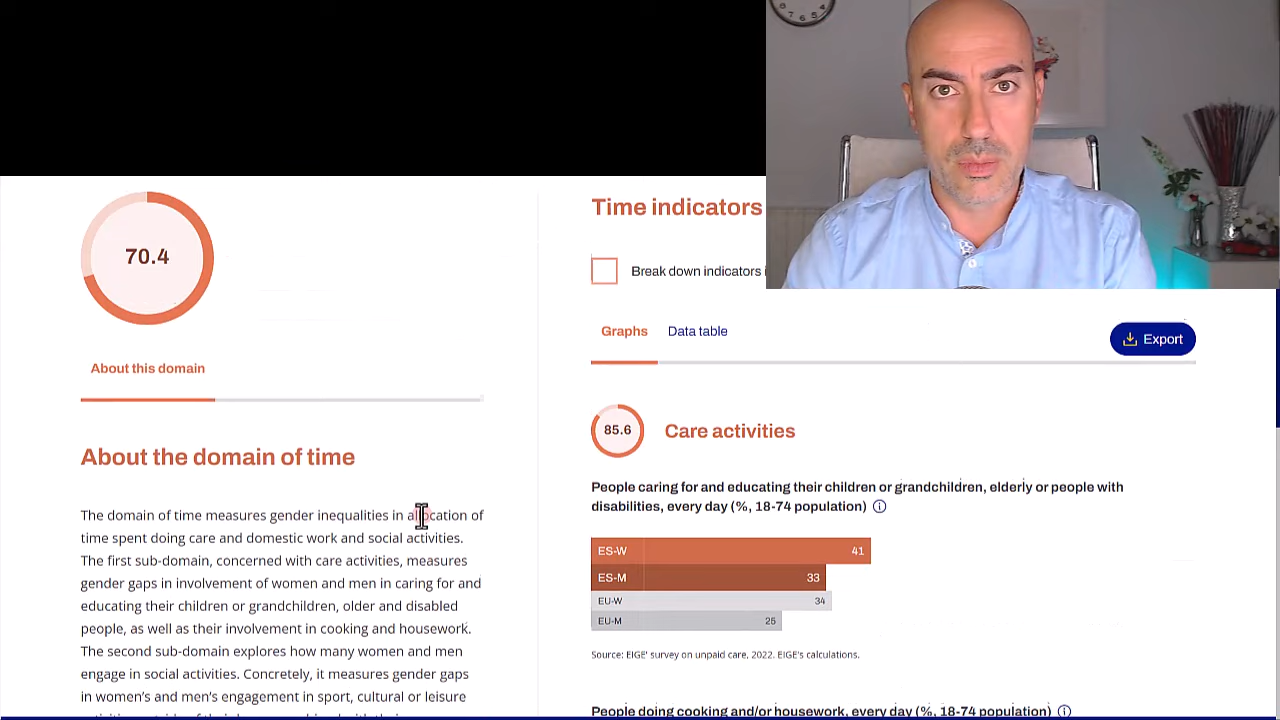 70.4
About this domain
About the domain of time
The domain of time measures gender inequalities in allocation of
time spent doing care and domestic work and social activities.
The first sub-domain, concerned with care activities, measures
gender gaps in involvement of women and men in caring for and
educating their children or grandchildren, older and disabled
people, as well as their involvement in cooking and housework.
The second sub-domain explores how many women and men
engage in social activities. Concretely, it measures gender gaps
in women's and men's engagement in sport, cultural or leisure
Time indicators
Break down indicators
Graphs
Data table
Export
85.6
Care activities
People caring for and educating their children or grandchildren, elderly or people with
disabilities, every day (%, 18-74 population)
ES-W 41
ES-M 33
EU-W 34
EU-M 25
Source: EIGE' survey on unpaid care, 2022. EIGE's calculations.
People doing cooking and/or housework, every day (%, 18-74 population)